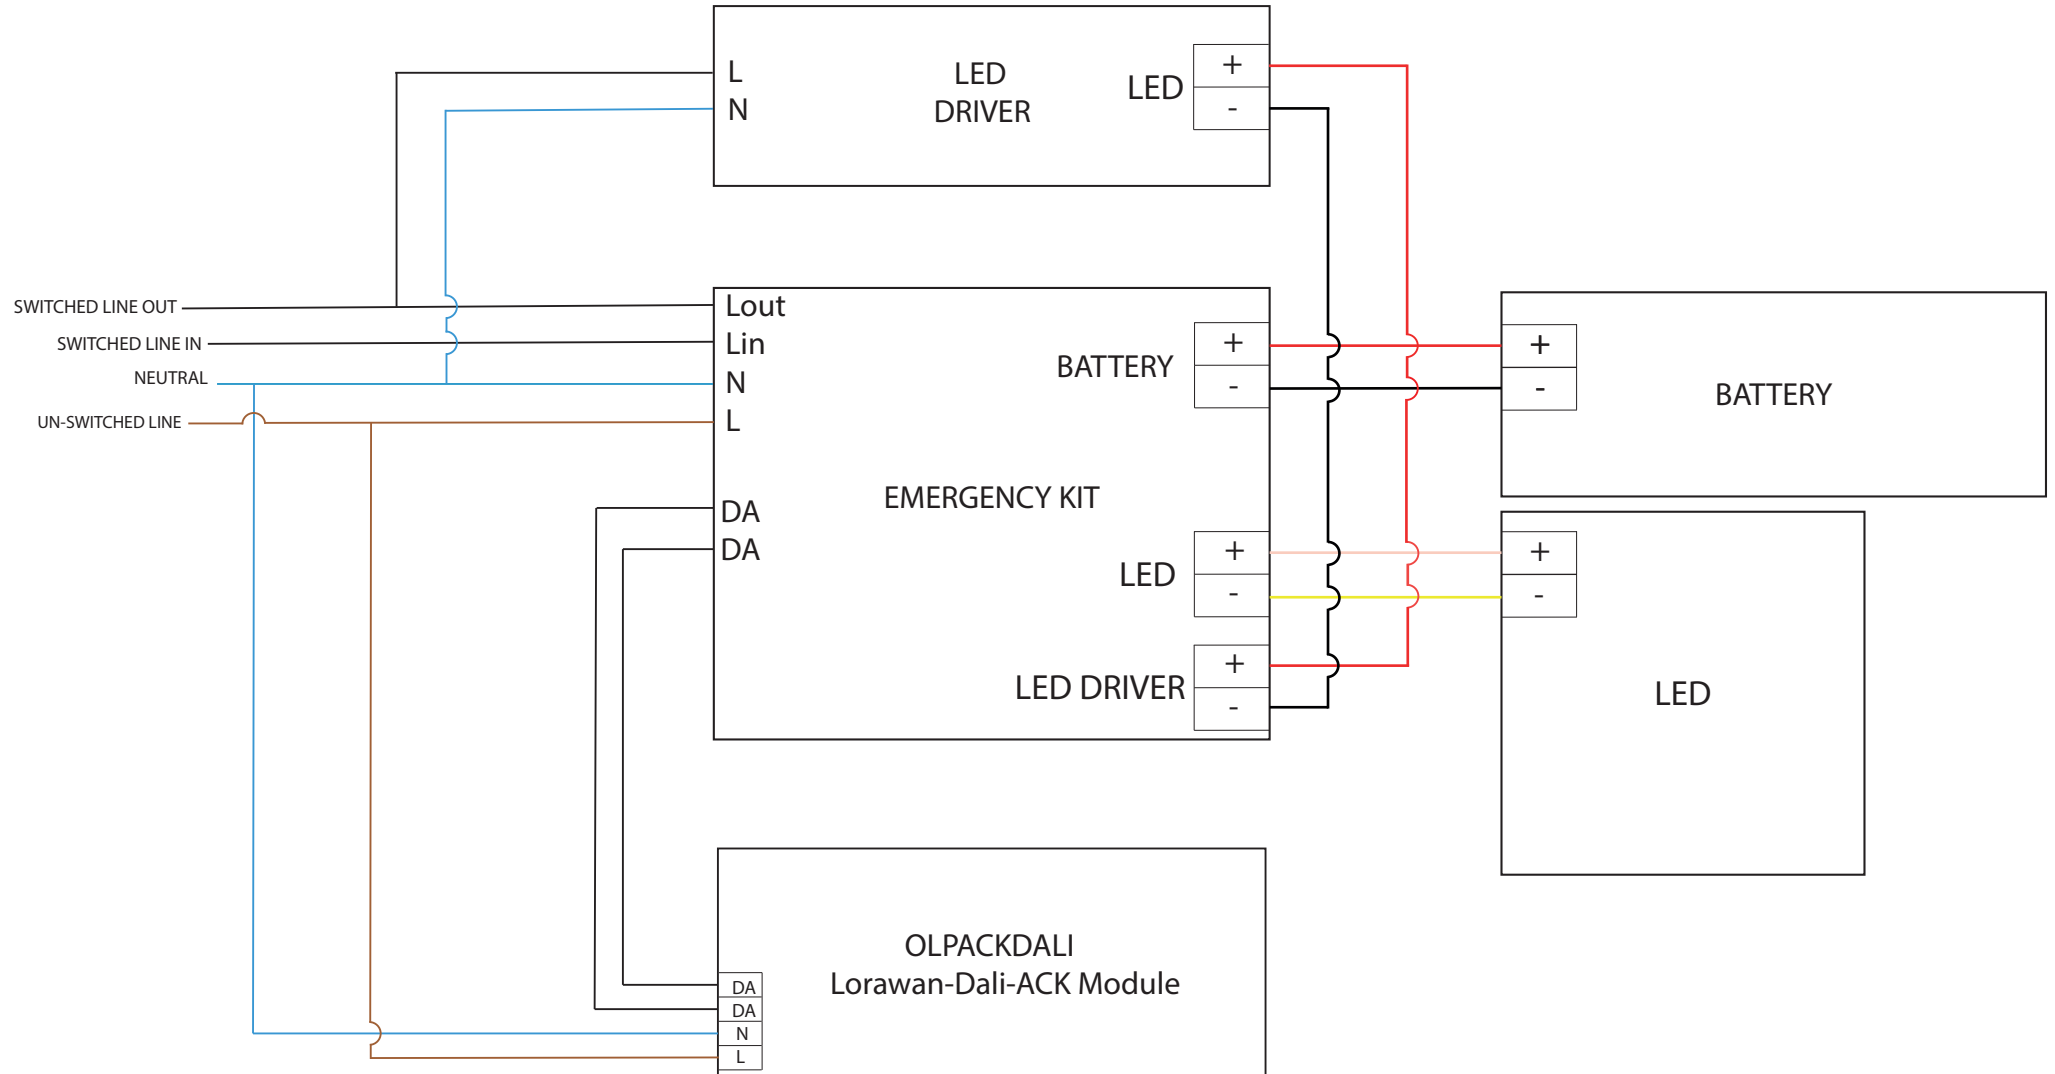 L
N
LED
DRIVER
LED
+
-
SWITCHED LINE OUT
SWITCHED LINE IN
NEUTRAL
UN-SWITCHED LINE
Lout
Lin
N
L
DA
DA
EMERGENCY KIT
BATTERY
+
-
LED
+
-
LED DRIVER
+
-
+
-
BATTERY
+
-
LED
OLPACKDALI
Lorawan-Dali-ACK Module
DA
DA
N
L